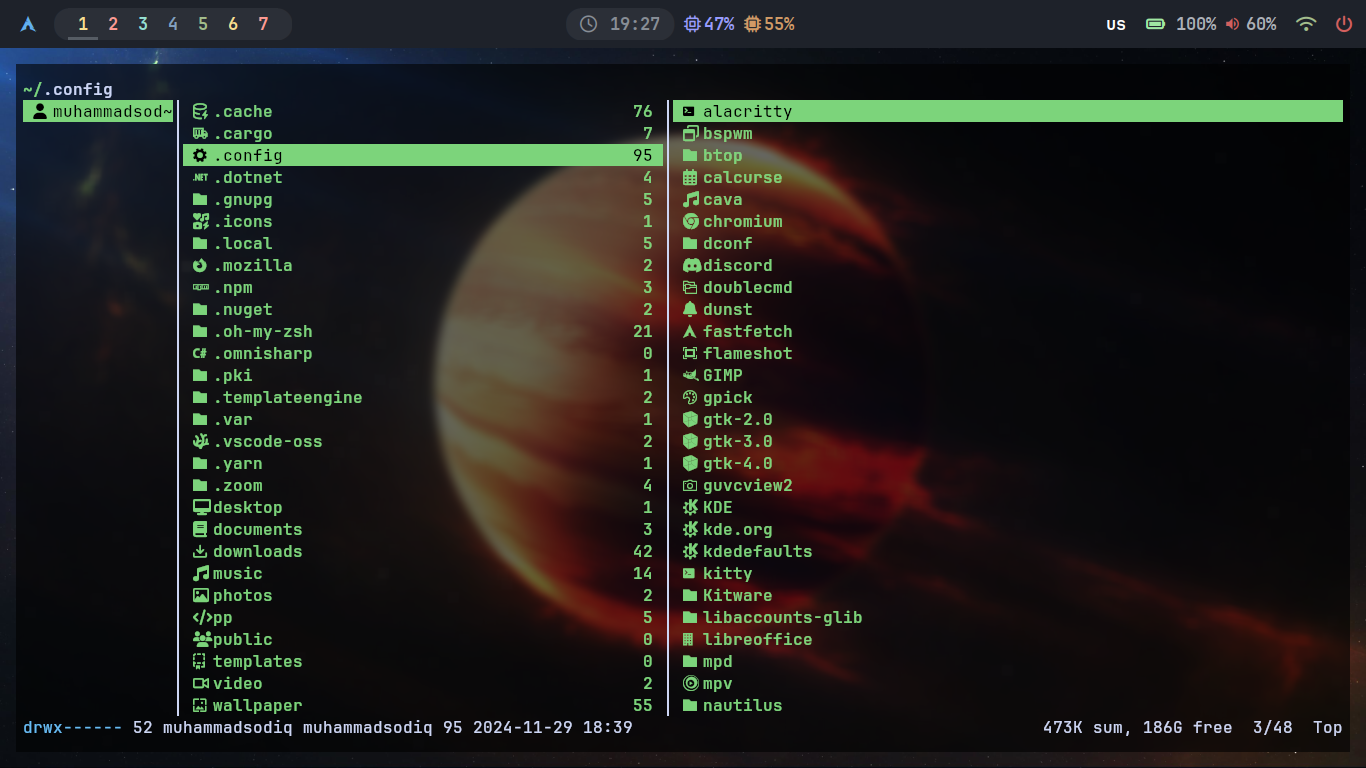 1 2 3 4 5 6 7 19:27 47% 55% US 100% 60%
~/.config
muhammadsod~ .cache 76 alacritty
.cargo 7 bspwm
.config 95 btop
.NET .dotnet 4 calcurse
.gnupg 5 cava
.icons 1 chromium
.local 5 dconf
.mozilla 2 discord
npm .npm 3 doublecmd
.nuget 2 dunst
.oh-my-zsh 21 fastfetch
C# .omnisharp 0 flameshot
.pki 1 GIMP
.templateengine 2 gpick
.var 1 gtk-2.0
.vscode-oss 2 gtk-3.0
.yarn 1 gtk-4.0
.zoom 4 guvcview2
desktop 1 KDE
documents 3 kde.org
downloads 42 kdedefaults
music 14 kitty
photos 2 Kitware
</>pp 5 libaccounts-glib
public 0 libreoffice
templates 0 mpd
video 2 mpv
wallpaper 55 nautilus
drwx------ 52 muhammadsodiq muhammadsodiq 95 2024-11-29 18:39 473K sum, 186G free 3/48 Top